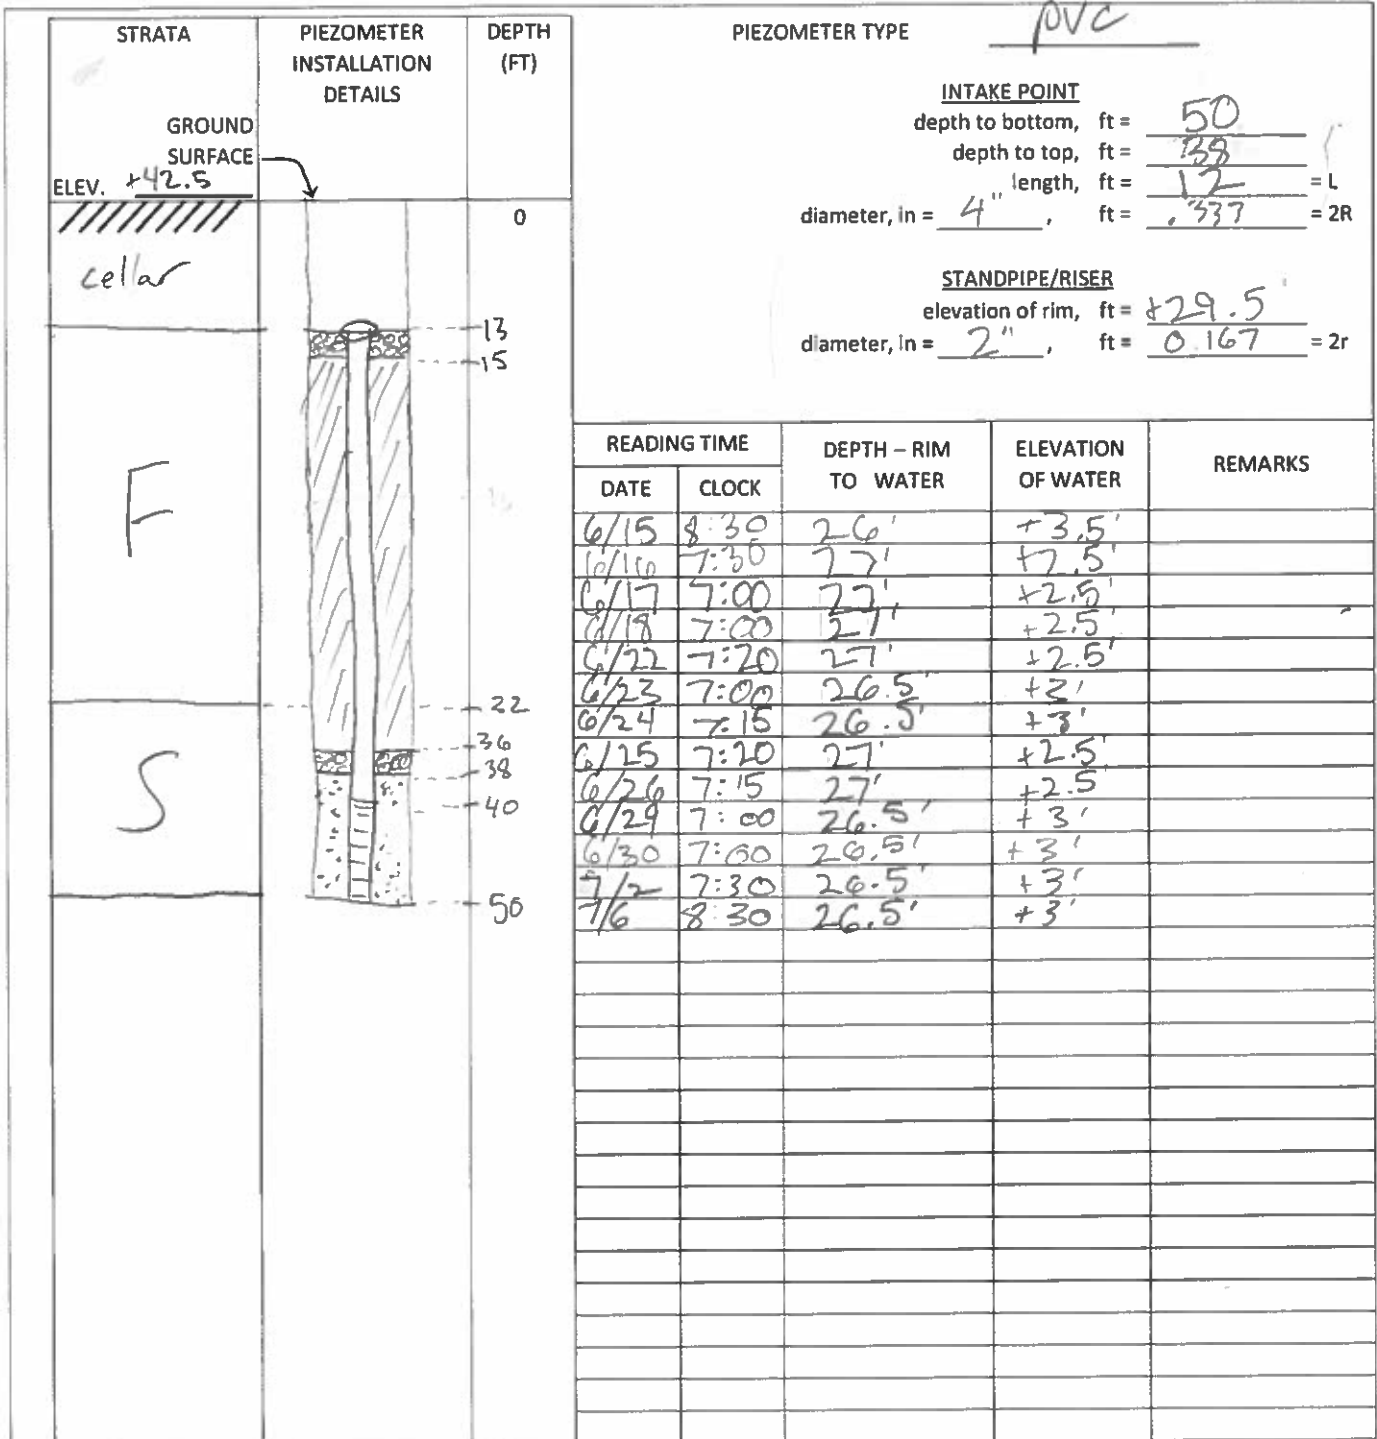 STRATA
PIEZOMETER
INSTALLATION
DETAILS
DEPTH
(FT)
GROUND
SURFACE
ELEV. +42.5
0
cellar
13
15
F
22
36
38
S
40
50
PIEZOMETER TYPE pvc
INTAKE POINT
depth to bottom, ft = 50
depth to top, ft = 38
length, ft = 12 = L
diameter, in = 4", ft = .337 = 2R
STANDPIPE/RISER
elevation of rim, ft = +29.5'
diameter, in = 2", ft = 0.167 = 2r
READING TIME DEPTH – RIM TO WATER ELEVATION OF WATER REMARKS
DATE CLOCK
6/15 8:30 26' +3.5'
6/16 7:30 27' +2.5'
6/17 7:00 27' +2.5'
6/18 7:00 27' +2.5'
6/22 7:20 27' +2.5'
6/23 7:00 26.5 +3'
6/24 7:15 26.5' +3'
6/25 7:20 27' +2.5'
6/26 7:15 27' +2.5'
6/29 7:00 26.5' +3'
6/30 7:00 26.5' +3'
7/2 7:30 26.5' +3'
7/6 8:30 26.5' +3'